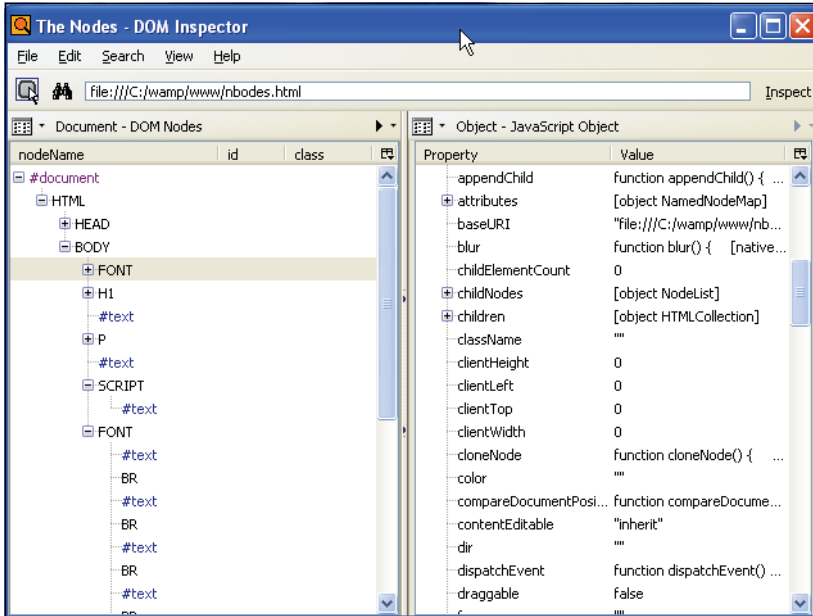 The Nodes - DOM Inspector
File Edit Search View Help
file:///C:/wamp/www/nbodes.html Inspect
Document - DOM Nodes
nodeName id class
#document
HTML
HEAD
BODY
FONT
H1
#text
P
#text
SCRIPT
#text
FONT
#text
BR
#text
BR
#text
BR
#text
Object - JavaScript Object
Property Value
appendChild function appendChild() { ...
attributes [object NamedNodeMap]
baseURI "file:///C:/wamp/www/nb...
blur function blur() { [native...
childElementCount 0
childNodes [object NodeList]
children [object HTMLCollection]
className ""
clientHeight 0
clientLeft 0
clientTop 0
clientWidth 0
cloneNode function cloneNode() { ...
color ""
compareDocumentPosi... function compareDocume...
contentEditable "inherit"
dir ""
dispatchEvent function dispatchEvent() ...
draggable false